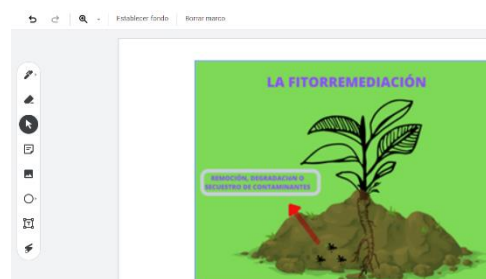 Establecer fondo Borrar marco
LA FITORREMEDIACIÓN
REMOCIÓN, DEGRADACIÓN O
SECUESTRO DE CONTAMINANTES